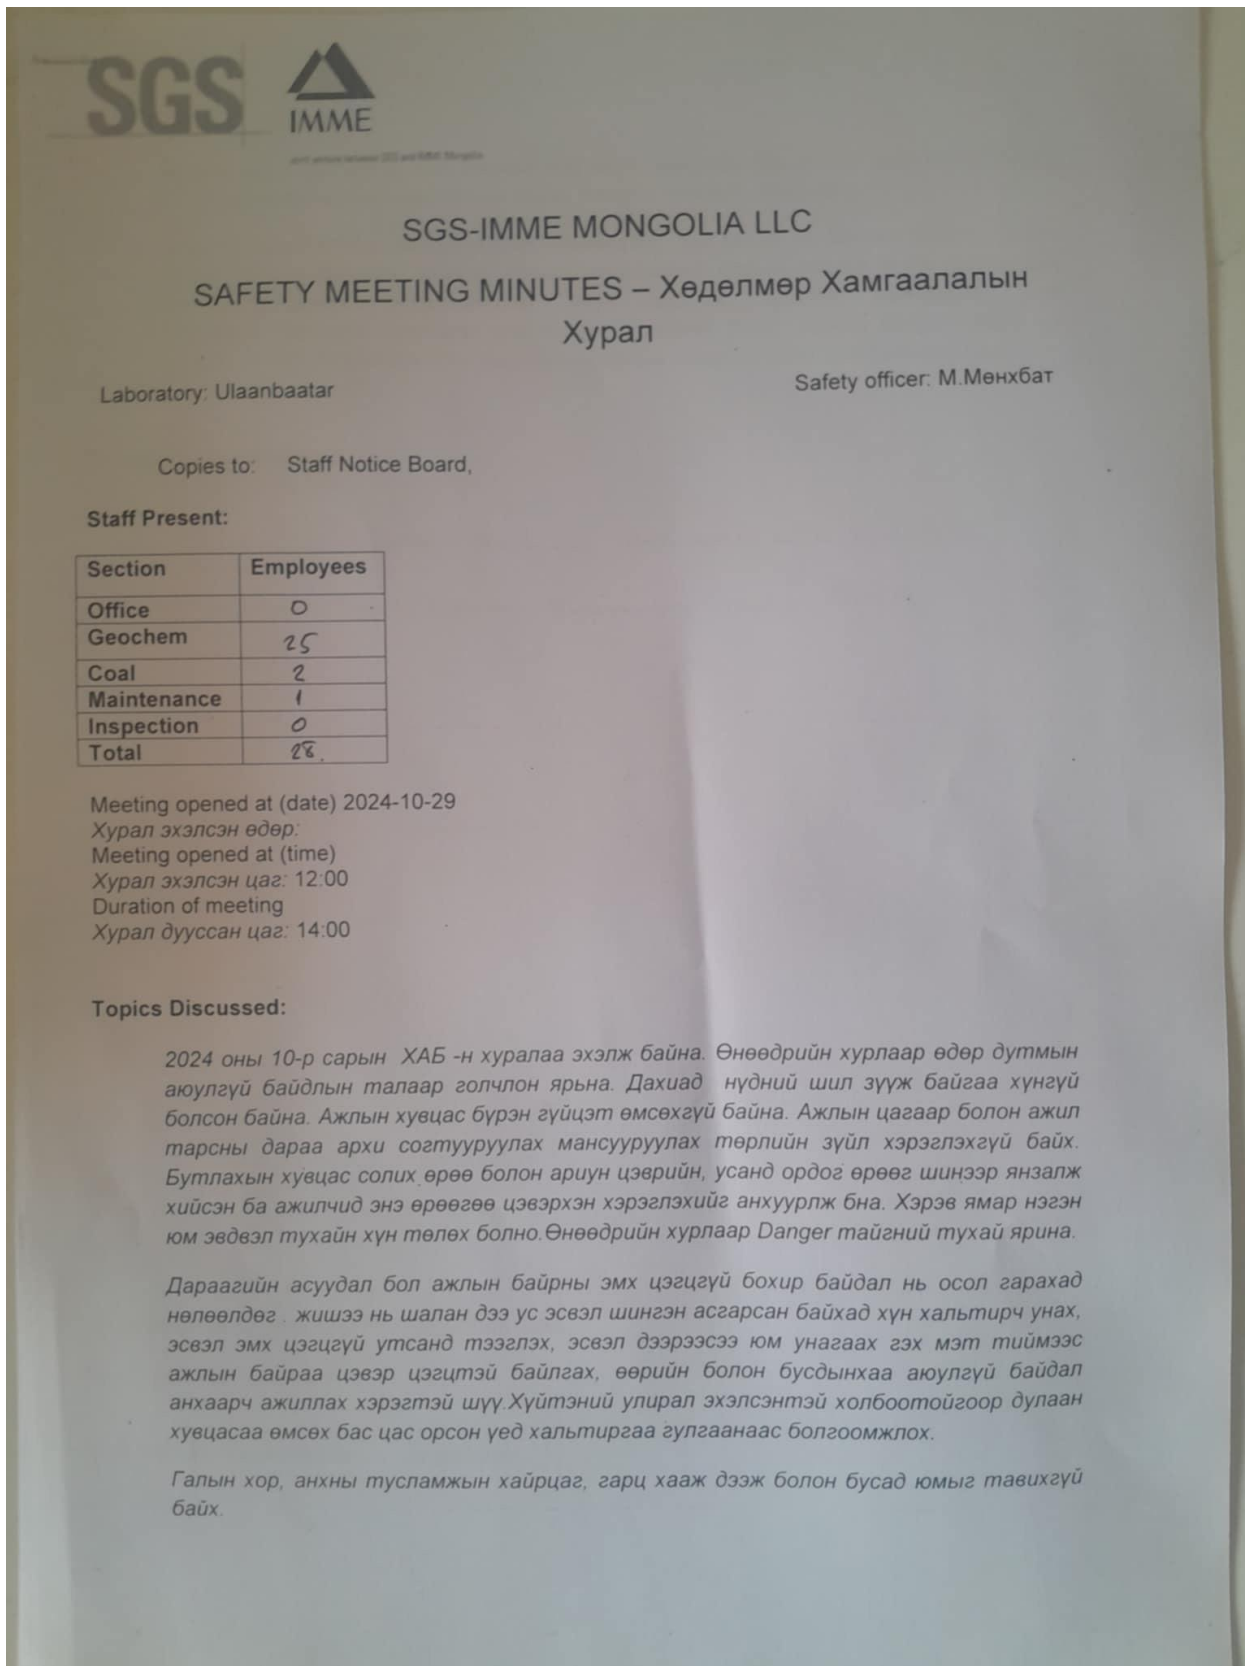 SGS
IMME
joint venture between SGS and IMME Mongolia
SGS-IMME MONGOLIA LLC
SAFETY MEETING MINUTES – Хөдөлмөр Хамгаалалын
Хурал
Laboratory: Ulaanbaatar Safety officer: М.Мөнхбат
Copies to: Staff Notice Board,
Staff Present:
Section Employees
Office 0
Geochem 25
Coal 2
Maintenance 1
Inspection 0
Total 28.
Meeting opened at (date) 2024-10-29
Хурал эхэлсэн өдөр:
Meeting opened at (time)
Хурал эхэлсэн цаг: 12:00
Duration of meeting
Хурал дууссан цаг: 14:00
Topics Discussed:
2024 оны 10-р сарын ХАБ -н хуралаа эхэлж байна. Өнөөдрийн хурлаар өдөр дутмын
аюулгүй байдлын талаар голчлон ярьна. Дахиад нүдний шил зүүж байгаа хүнгүй
болсон байна. Ажлын хувцас бүрэн гүйцэт өмсөхгүй байна. Ажлын цагаар болон ажил
тарсны дараа архи согтууруулах мансууруулах төрлийн зүйл хэрэглэхгүй байх.
Бутлахын хувцас солих өрөө болон ариун цэврийн, усанд ордог өрөөг шинээр янзалж
хийсэн ба ажилчид энэ өрөөгөө цэвэрхэн хэрэглэхийг анхуурлж бна. Хэрэв ямар нэгэн
юм эвдвэл тухайн хүн төлөх болно.Өнөөдрийн хурлаар Danger тайгний тухай ярина.
Дараагийн асуудал бол ажлын байрны эмх цэгцгүй бохир байдал нь осол гарахад
нөлөөлдөг . жишээ нь шалан дээ ус эсвэл шингэн асгарсан байхад хүн хальтирч унах,
эсвэл эмх цэгцгүй утсанд тээглэх, эсвэл дээрээсээ юм унагаах гэх мэт тиймээс
ажлын байраа цэвэр цэгцтэй байлгах, өөрийн болон бусдынхаа аюулгүй байдал
анхаарч ажиллах хэрэгтэй шүү.Хүйтэний улирал эхэлсэнтэй холбоотойгоор дулаан
хувцасаа өмсөх бас цас орсон үед хальтиргаа гулгаанаас болгоомжлох.
Галын хор, анхны тусламжын хайрцаг, гарц хааж дээж болон бусад юмыг тавихгүй
байх.